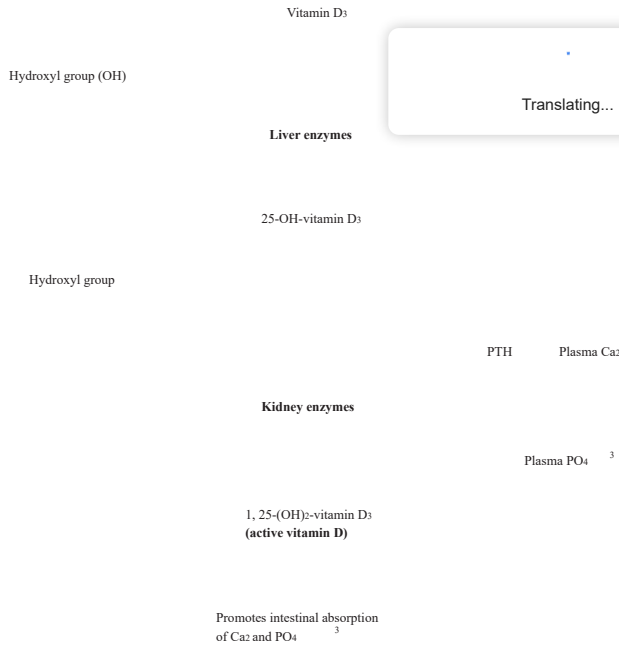 Vitamin D3
Translating...
Hydroxyl group (OH)
Liver enzymes
25-OH-vitamin D3
Hydroxyl group
PTH Plasma Ca2
Kidney enzymes
Plasma PO4 3
1, 25-(OH)2-vitamin D3
(active vitamin D)
Promotes intestinal absorption
of Ca2 and PO4 3